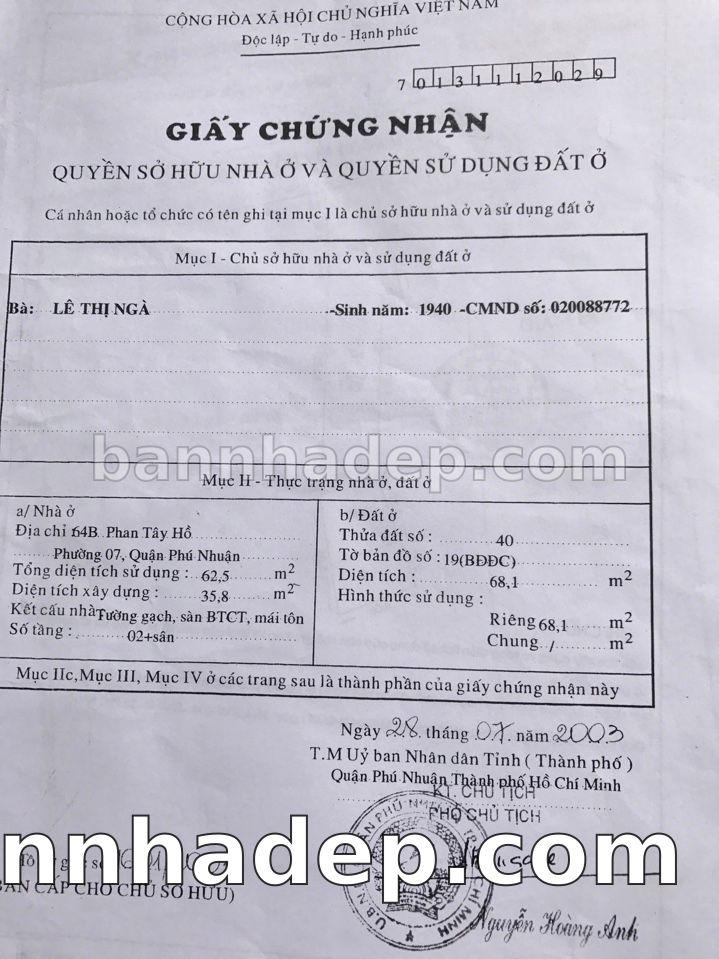 CỘNG HÒA XÃ HỘI CHỦ NGHĨA VIỆT NAM
Độc lập - Tự do - Hạnh phúc
7 0 1 3 1 1 1 2 0 2 9
GIẤY CHỨNG NHẬN
QUYỀN SỞ HỮU NHÀ Ở VÀ QUYỀN SỬ DỤNG ĐẤT Ở
Cá nhân hoặc tổ chức có tên ghi tại mục I là chủ sở hữu nhà ở và sử dụng đất ở
Mục I - Chủ sở hữu nhà ở và sử dụng đất ở
Bà: LÊ THỊ NGÀ -Sinh năm: 1940 -CMND số: 020088772
bannhadep.com
Mục II - Thực trạng nhà ở, đất ở
a/ Nhà ở
Địa chỉ 64B Phan Tây Hồ
Phường 07, Quận Phú Nhuận
Tổng diện tích sử dụng : 62,5 m2
Diện tích xây dựng : 35,8 m2
Kết cấu nhà Tường gạch, sàn BTCT, mái tôn
Số tầng : 02+sân
b/ Đất ở
Thửa đất số : 40
Tờ bản đồ số : 19(BĐĐC)
Diện tích : 68,1 m2
Hình thức sử dụng :
Riêng 68,1 m2
Chung / m2
Mục IIc, Mục III, Mục IV ở các trang sau là thành phần của giấy chứng nhận này
Ngày 28 tháng 07 năm 2003
T.M Uỷ ban Nhân dân Tỉnh ( Thành phố )
Quận Phú Nhuận Thành phố Hồ Chí Minh
KT. CHỦ TỊCH
PHÓ CHỦ TỊCH
nnhadep.com
BẢN CẤP CHO CHỦ SỞ HỮU)
Nguyễn Hoàng Anh